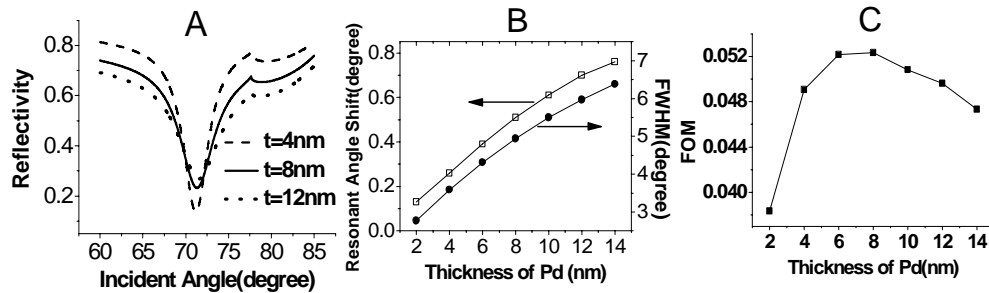 A
0.8
0.6
0.4
0.2
Reflectivity
t=4nm
t=8nm
t=12nm
60 65 70 75 80 85
Incident Angle(degree)
B
0.8
0.6
0.4
0.2
0.0
Resonant Angle Shift(degree)
7
6
5
4
3
FWHM(degree)
2 4 6 8 10 12 14
Thickness of Pd (nm)
C
0.052
0.048
0.044
0.040
FOM
2 4 6 8 10 12 14
Thickness of Pd(nm)